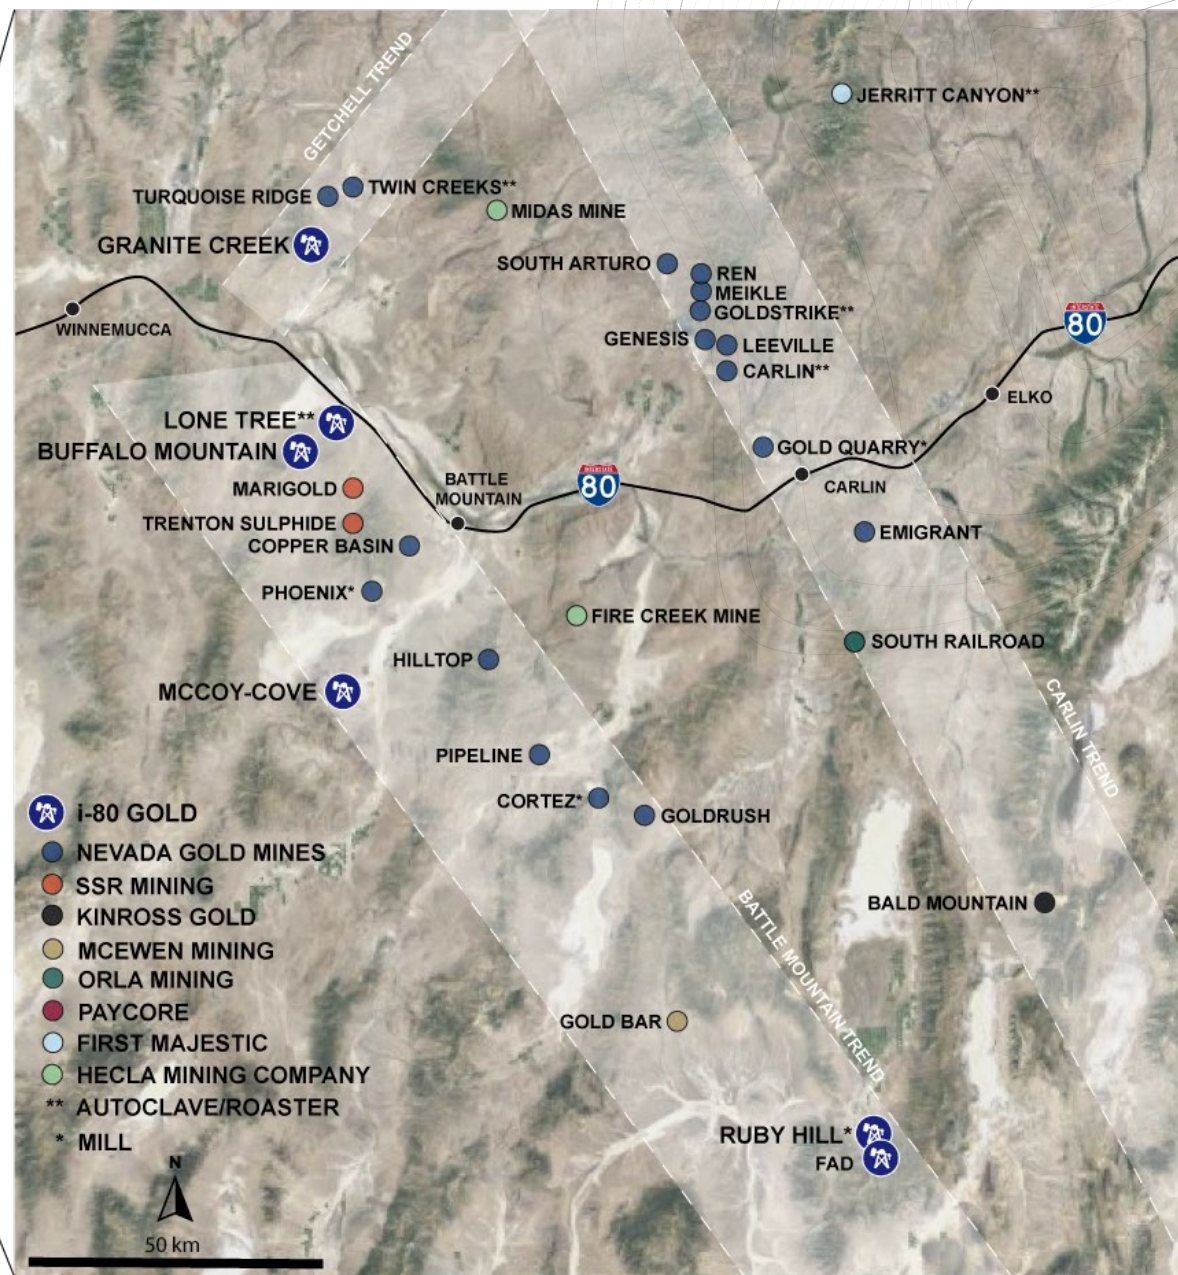 GETCHELL TREND
JERRITT CANYON**
TURQUOISE RIDGE
TWIN CREEKS**
MIDAS MINE
GRANITE CREEK
SOUTH ARTURO
REN
MEIKLE
GOLDSTRIKE**
WINNEMUCCA
INTERSTATE
80
GENESIS
LEEVILLE
CARLIN**
ELKO
LONE TREE**
BUFFALO MOUNTAIN
GOLD QUARRY*
MARIGOLD
BATTLE
MOUNTAIN
INTERSTATE
80
CARLIN
TRENTON SULPHIDE
COPPER BASIN
EMIGRANT
PHOENIX*
FIRE CREEK MINE
SOUTH RAILROAD
HILLTOP
MCCOY-COVE
CARLIN TREND
PIPELINE
CORTEZ*
GOLDRUSH
i-80 GOLD
NEVADA GOLD MINES
SSR MINING
KINROSS GOLD
MCEWEN MINING
ORLA MINING
PAYCORE
FIRST MAJESTIC
HECLA MINING COMPANY
** AUTOCLAVE/ROASTER
* MILL
BALD MOUNTAIN
BATTLE MOUNTAIN TREND
GOLD BAR
RUBY HILL*
FAD
N
50 km